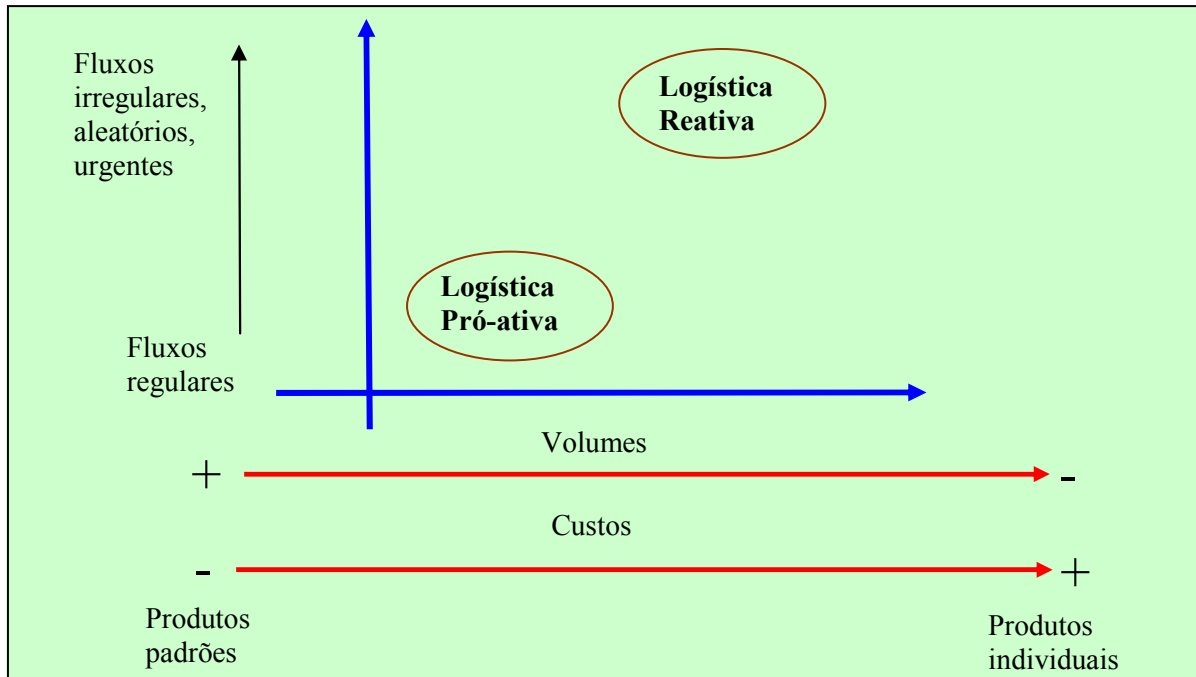 Fluxos
irregulares,
aleatórios,
urgentes
Logística
Reativa
Logística
Pró-ativa
Fluxos
regulares
Volumes
+
-
Custos
-
+
Produtos
padrões
Produtos
individuais